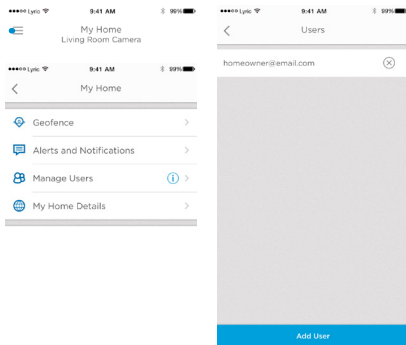 Lyric 9:41 AM 99%
My Home
Living Room Camera
Lyric 9:41 AM 99%
My Home
Geofence
Alerts and Notifications
Manage Users
My Home Details
Lyric 9:41 AM 99%
Users
homeowner@email.com
Add User